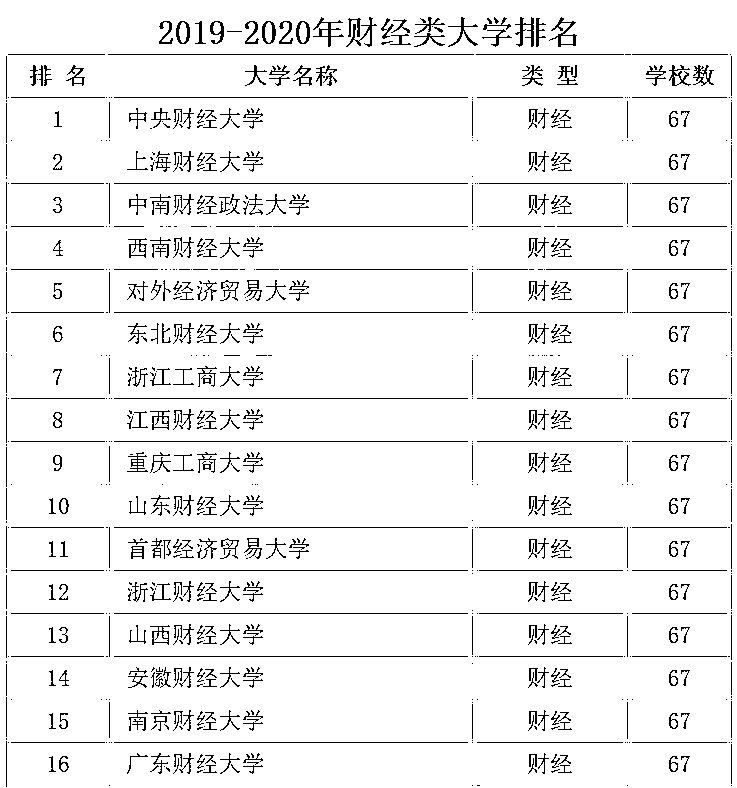 2019-2020年财经类大学排名
排 名 大学名称 类 型 学校数
1 中央财经大学 财经 67
2 上海财经大学 财经 67
3 中南财经政法大学 财经 67
4 西南财经大学 财经 67
5 对外经济贸易大学 财经 67
6 东北财经大学 财经 67
7 浙江工商大学 财经 67
8 江西财经大学 财经 67
9 重庆工商大学 财经 67
10 山东财经大学 财经 67
11 首都经济贸易大学 财经 67
12 浙江财经大学 财经 67
13 山西财经大学 财经 67
14 安徽财经大学 财经 67
15 南京财经大学 财经 67
16 广东财经大学 财经 67